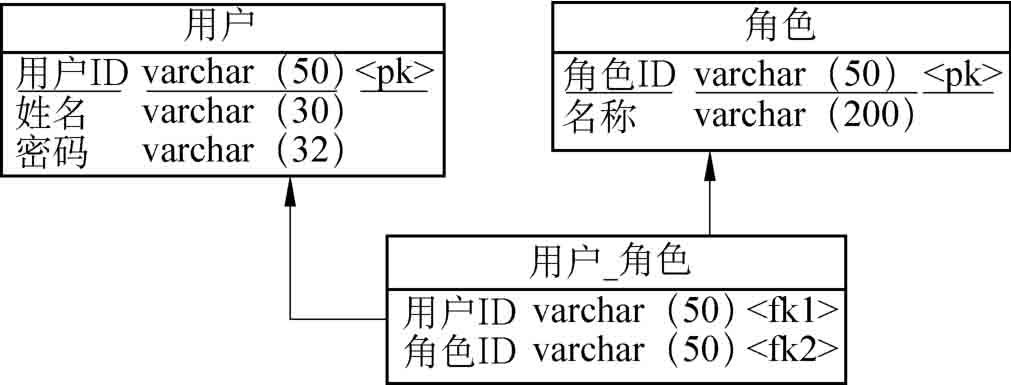 用户
用户ID varchar（50）<pk>
姓名 varchar（30）
密码 varchar（32）
角色
角色ID varchar（50）<pk>
名称 varchar（200）
用户_角色
用户ID varchar（50）<fk1>
角色ID varchar（50）<fk2>